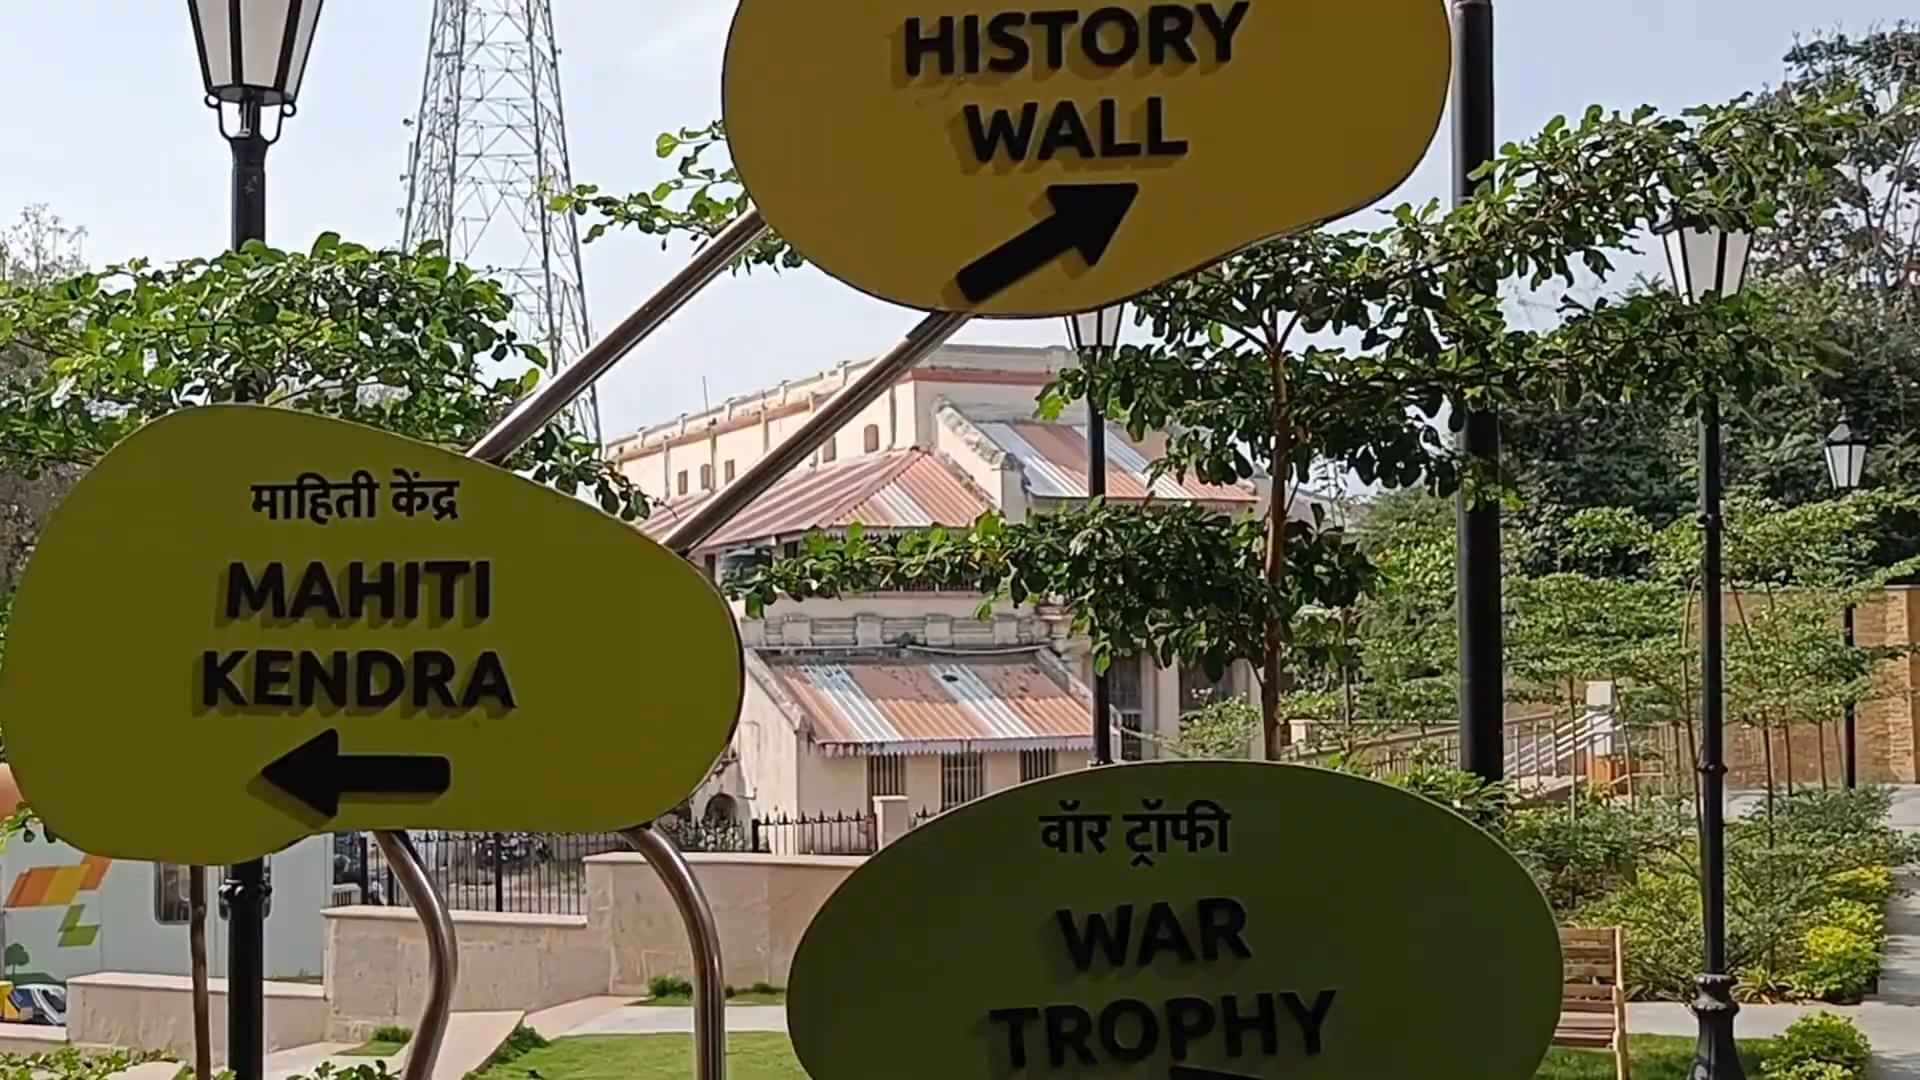 HISTORY
WALL
माहिती केंद्र
MAHITI
KENDRA
वॉर ट्रॉफी
WAR
TROPHY